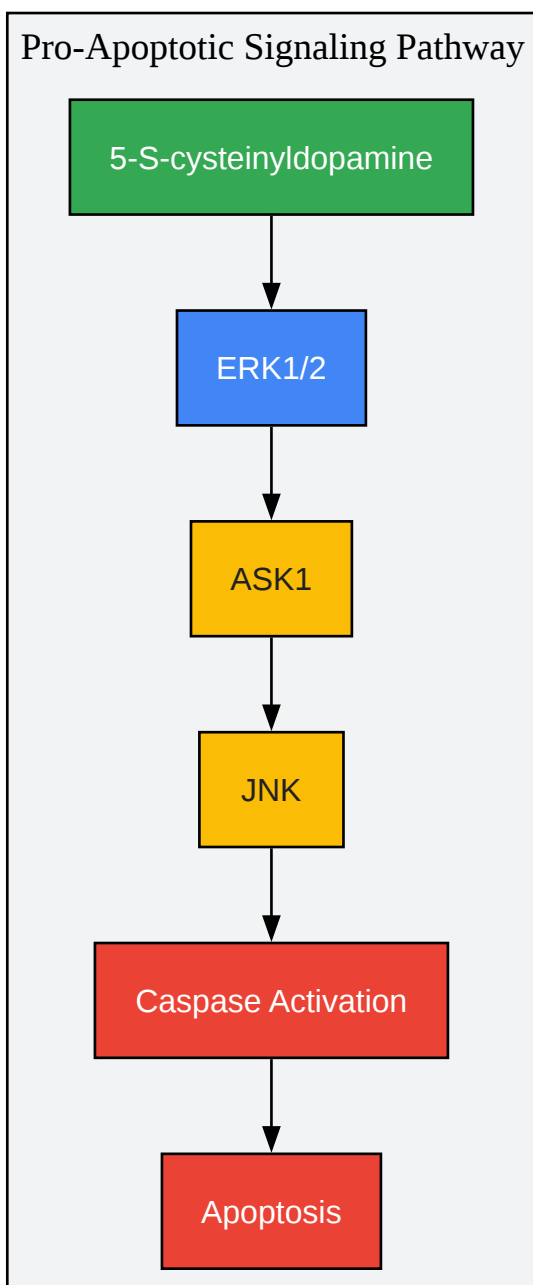 Pro-Apoptotic Signaling Pathway
5-S-cysteinyldopamine
ERK1/2
ASK1
JNK
Caspase Activation
Apoptosis